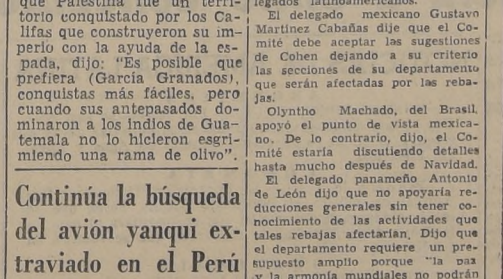 que Palestina fue un terri-
torio conquistado por los Ca-
lifas que construyeron su im-
perio con la ayuda de la es-
pada, dijo: "Es posible que
prefiera (García Granados),
conquistas más fáciles, pero
cuando sus antepasados do-
minaron a los indios de Gua-
temala no lo hicieron esgri-
miendo una rama de olivo".
Continúa la búsqueda
del avión yanqui ex-
traviado en el Perú
legados latinoamericanos.
El delegado mexicano Gustavo
Martínez Cabañas dije que el Co-
mité debe aceptar las sugestiones
de Cohen dejando a su criterio
las secciones de su departamento
que serán afectadas por las reba-
jas.
Olyntho Machado, del Brasil,
apoyó el punto de vista mexica-
no. De lo contrario, dijo, el Co-
mité estaría discutiendo detalles
hasta mucho después de Navidad.
El delegado panameño Antonio
de León dijo que no apoyaría re-
ducciones generales sin tener co-
nocimiento de las actividades que
tales rebajas afectarían. Dijo que
el departamento requiere un pre-
supuesto amplio porque "la paz
y la armonía mundiales no podrán